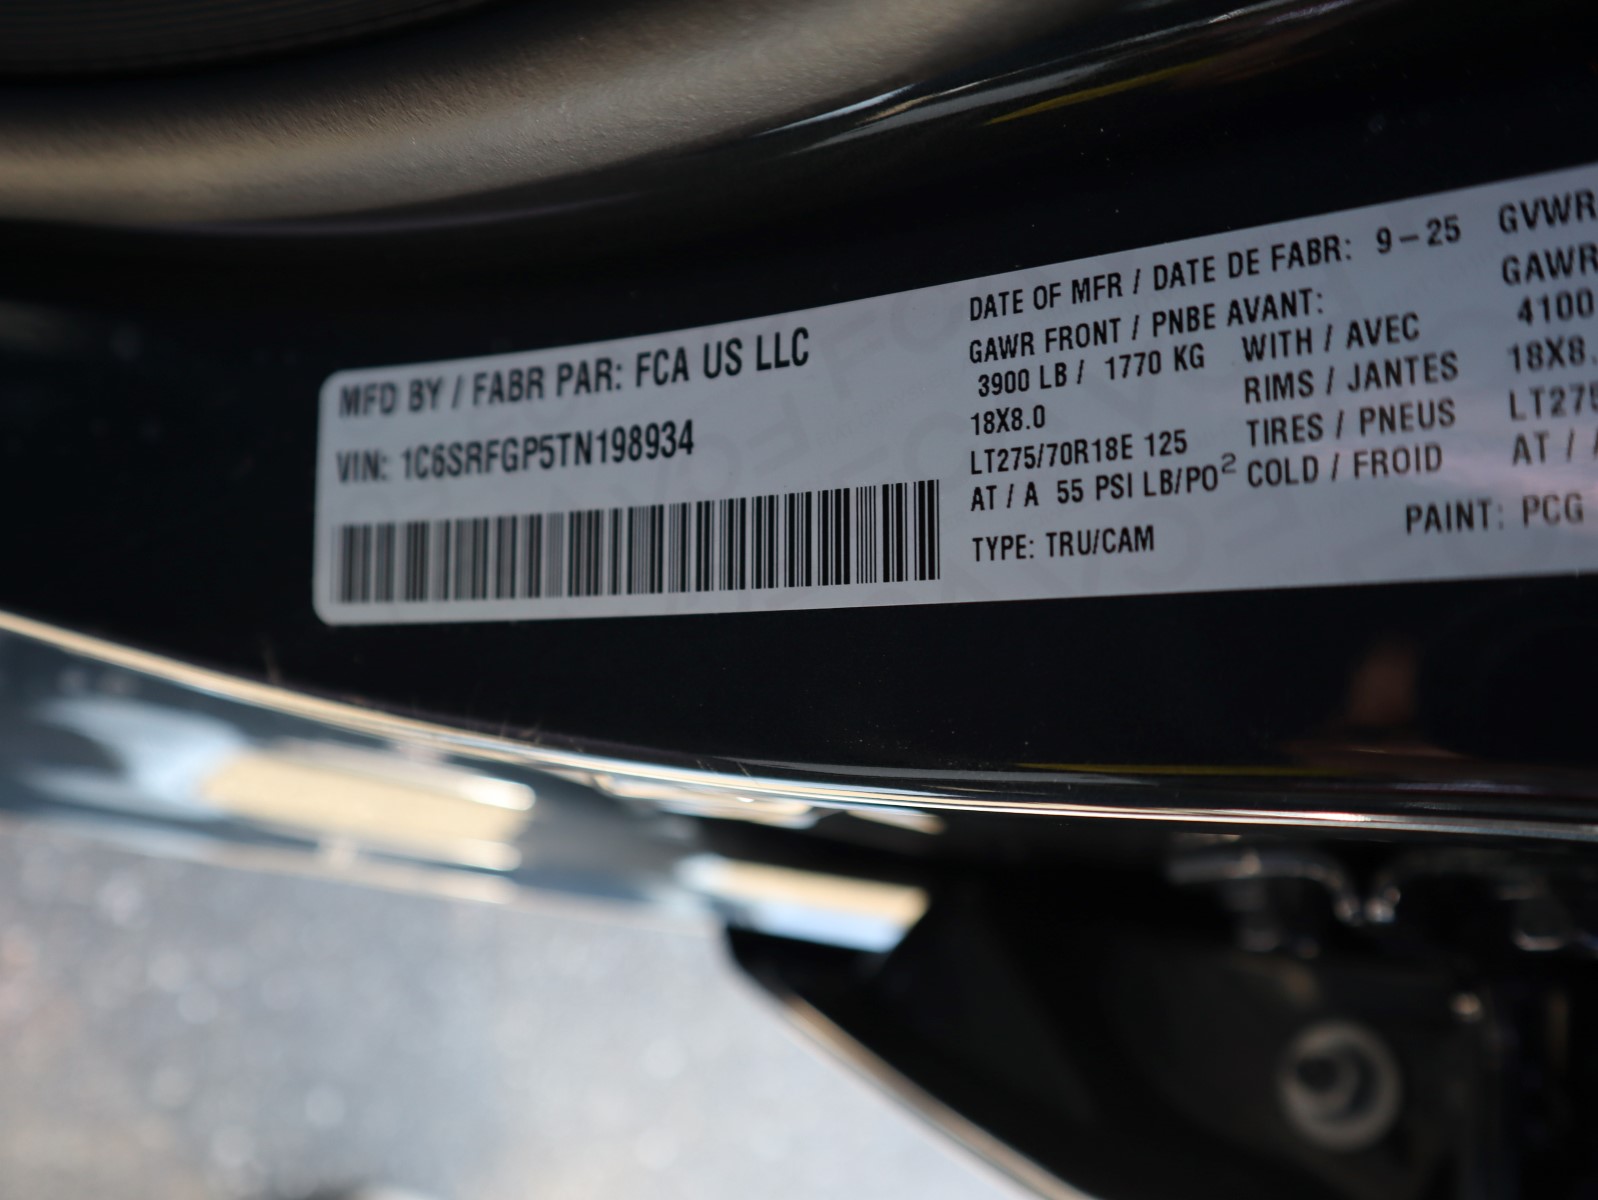 MFD BY / FABR PAR: FCA US LLC
VIN: 1C6SRFGP5TN198934
DATE OF MFR / DATE DE FABR: 9-25
GAWR FRONT / PNBE AVANT:
3900 LB / 1770 KG WITH / AVEC
18X8.0 RIMS / JANTES
LT275/70R18E 125 TIRES / PNEUS
AT / A 55 PSI LB/PO² COLD / FROID
TYPE: TRU/CAM
GVWR
GAWR
4100
18X8.
LT275
AT /
PAINT: PCG